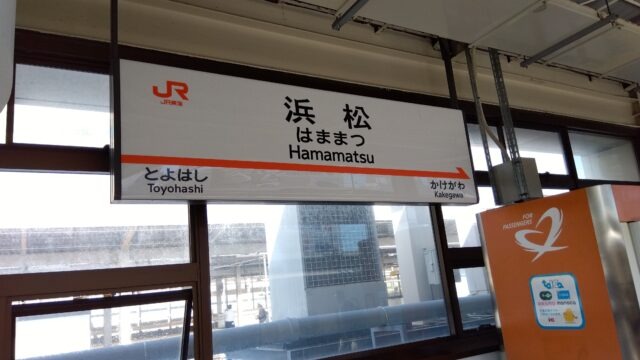 JR
JR東海
浜 松
はままつ
Hamamatsu
とよはし
Toyohashi
かけがわ
Kakegawa
FOR
PASSENGERS
manaca